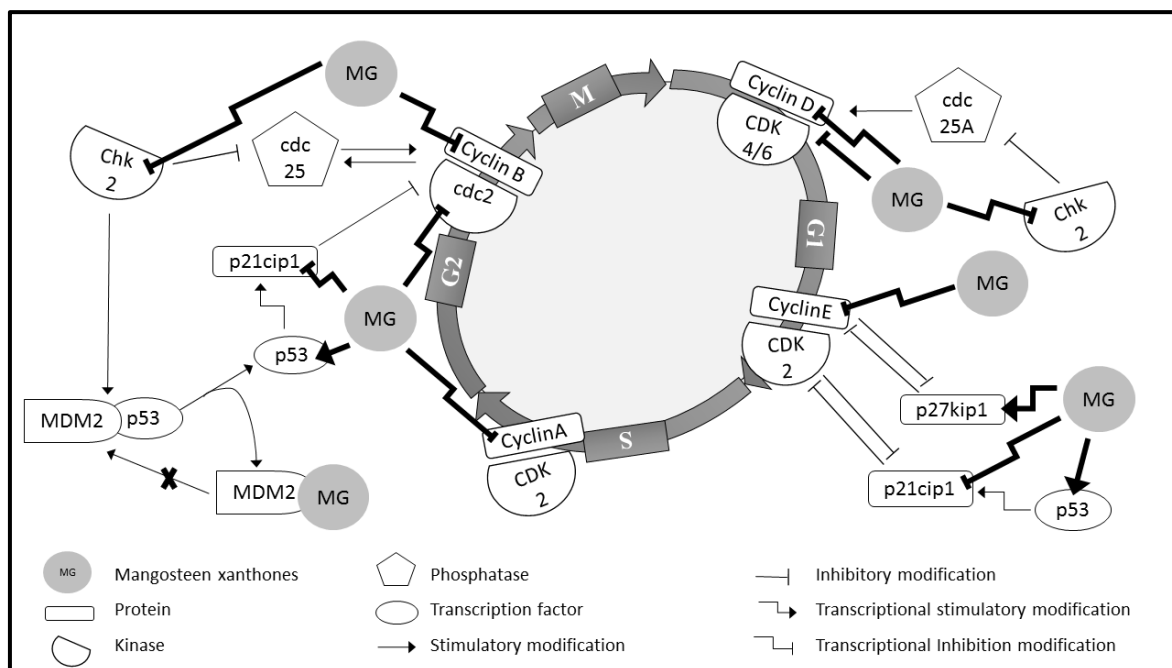 MG
M
Cyclin D
cdc
25A
CDK
4/6
Chk
2
cdc
25
Cyclin B
cdc2
MG
Chk
2
G1
p21cip1
G2
MG
CyclinE
MG
CDK
2
p53
MDM2
p53
p27kip1
MG
CyclinA
S
CDK
2
MDM2
MG
p21cip1
p53
MG
Mangosteen xanthones
Phosphatase
Inhibitory modification
Protein
Transcription factor
Transcriptional stimulatory modification
Kinase
Stimulatory modification
Transcriptional Inhibition modification